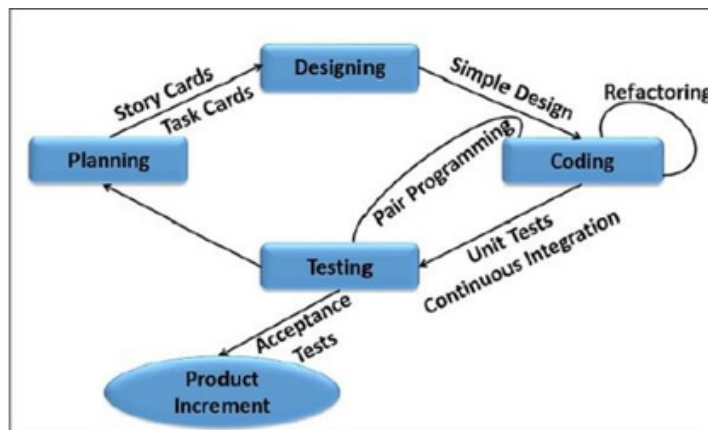 Designing
Story Cards
Task Cards
Simple Design
Refactoring
Planning
Coding
Pair Programming
Testing
Unit Tests
Continuous Integration
Acceptance
Tests
Product
Increment